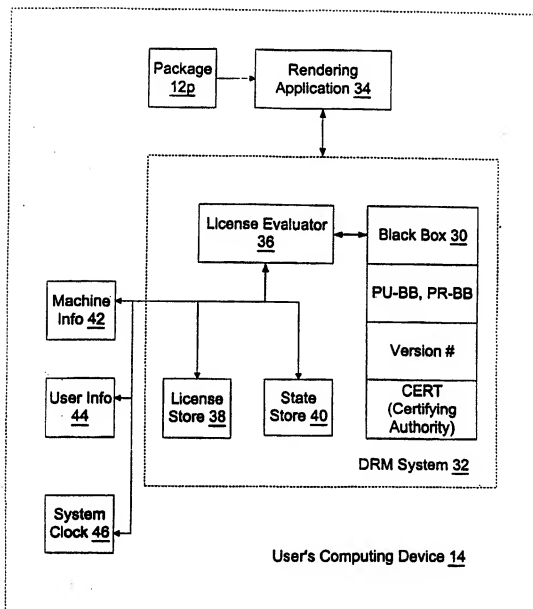 Package
12p
Rendering
Application 34
License Evaluator
36
Black Box 30
PU-BB, PR-BB
Version #
CERT
(Certifying
Authority)
Machine
Info 42
User Info
44
License
Store 38
State
Store 40
DRM System 32
System
Clock 46
User's Computing Device 14